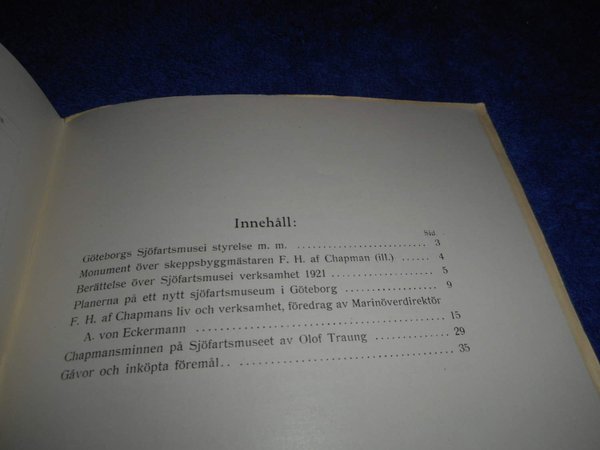 Innehåll:
Sid.
Göteborgs Sjöfartsmusei styrelse m. m. .................... 3
Monument över skeppsbyggmästaren F. H. af Chapman (ill.) ...... 4
Berättelse över Sjöfartsmusei verksamhet 1921 ................ 5
Planerna på ett nytt sjöfartsmuseum i Göteborg .............. 9
F. H. af Chapmans liv och verksamhet, föredrag av Marinöverdirektör
A. von Eckermann .................................... 15
Chapmansminnen på Sjöfartsmuseet av Olof Traung ............ 29
Gåvor och inköpta föremål.. .............................. 35